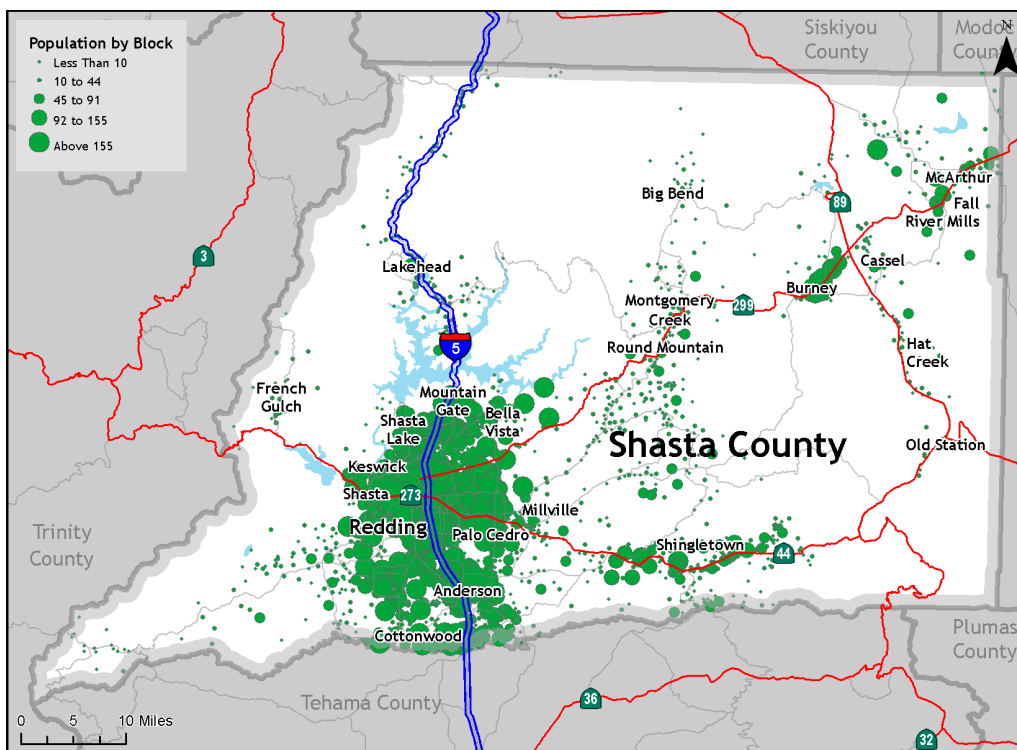 Population by Block
Less Than 10
10 to 44
45 to 91
92 to 155
Above 155
Siskiyou
County
Modoc
County
N
3
Big Bend
89
McArthur
Fall
River Mills
Lakehead
Cassel
Burney
Montgomery
Creek
299
Round Mountain
5
Hat
Creek
French
Gulch
Mountain
Gate
Bella
Vista
Shasta
Lake
Shasta County
Old Station
Keswick
Shasta
273
Redding
Millville
Palo Cedro
Shingletown
44
Trinity
County
Anderson
Cottonwood
Plumas
County
Tehama County
36
32
0 5 10 Miles